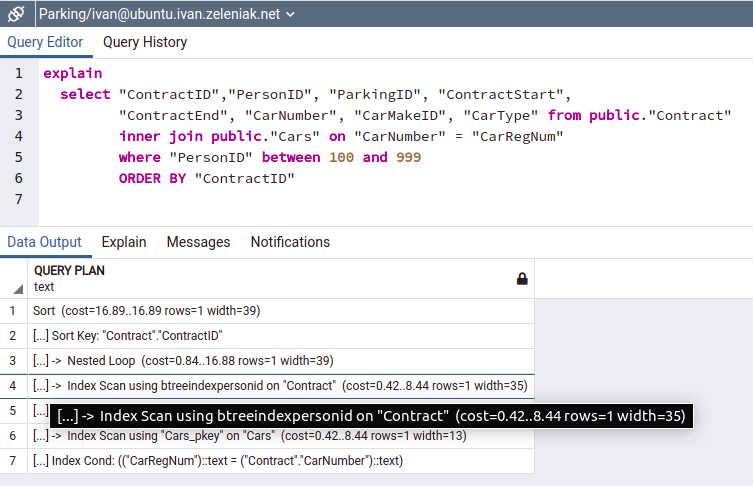 Parking/ivan@ubuntu.ivan.zeleniak.net
Query Editor Query History
1 explain
2 select "ContractID","PersonID", "ParkingID", "ContractStart",
3 "ContractEnd", "CarNumber", "CarMakeID", "CarType" from public."Contract"
4 inner join public."Cars" on "CarNumber" = "CarRegNum"
5 where "PersonID" between 100 and 999
6 ORDER BY "ContractID"
7
Data Output Explain Messages Notifications
QUERY PLAN
text
1 Sort (cost=16.89..16.89 rows=1 width=39)
2 [...] Sort Key: "Contract"."ContractID"
3 [...] -> Nested Loop (cost=0.84..16.88 rows=1 width=39)
4 [...] -> Index Scan using btreeindexpersonid on "Contract" (cost=0.42..8.44 rows=1 width=35)
5 [...]
[...] -> Index Scan using btreeindexpersonid on "Contract" (cost=0.42..8.44 rows=1 width=35)
6 [...] -> Index Scan using "Cars_pkey" on "Cars" (cost=0.42..8.44 rows=1 width=13)
7 [...] Index Cond: (("CarRegNum")::text = ("Contract"."CarNumber")::text)